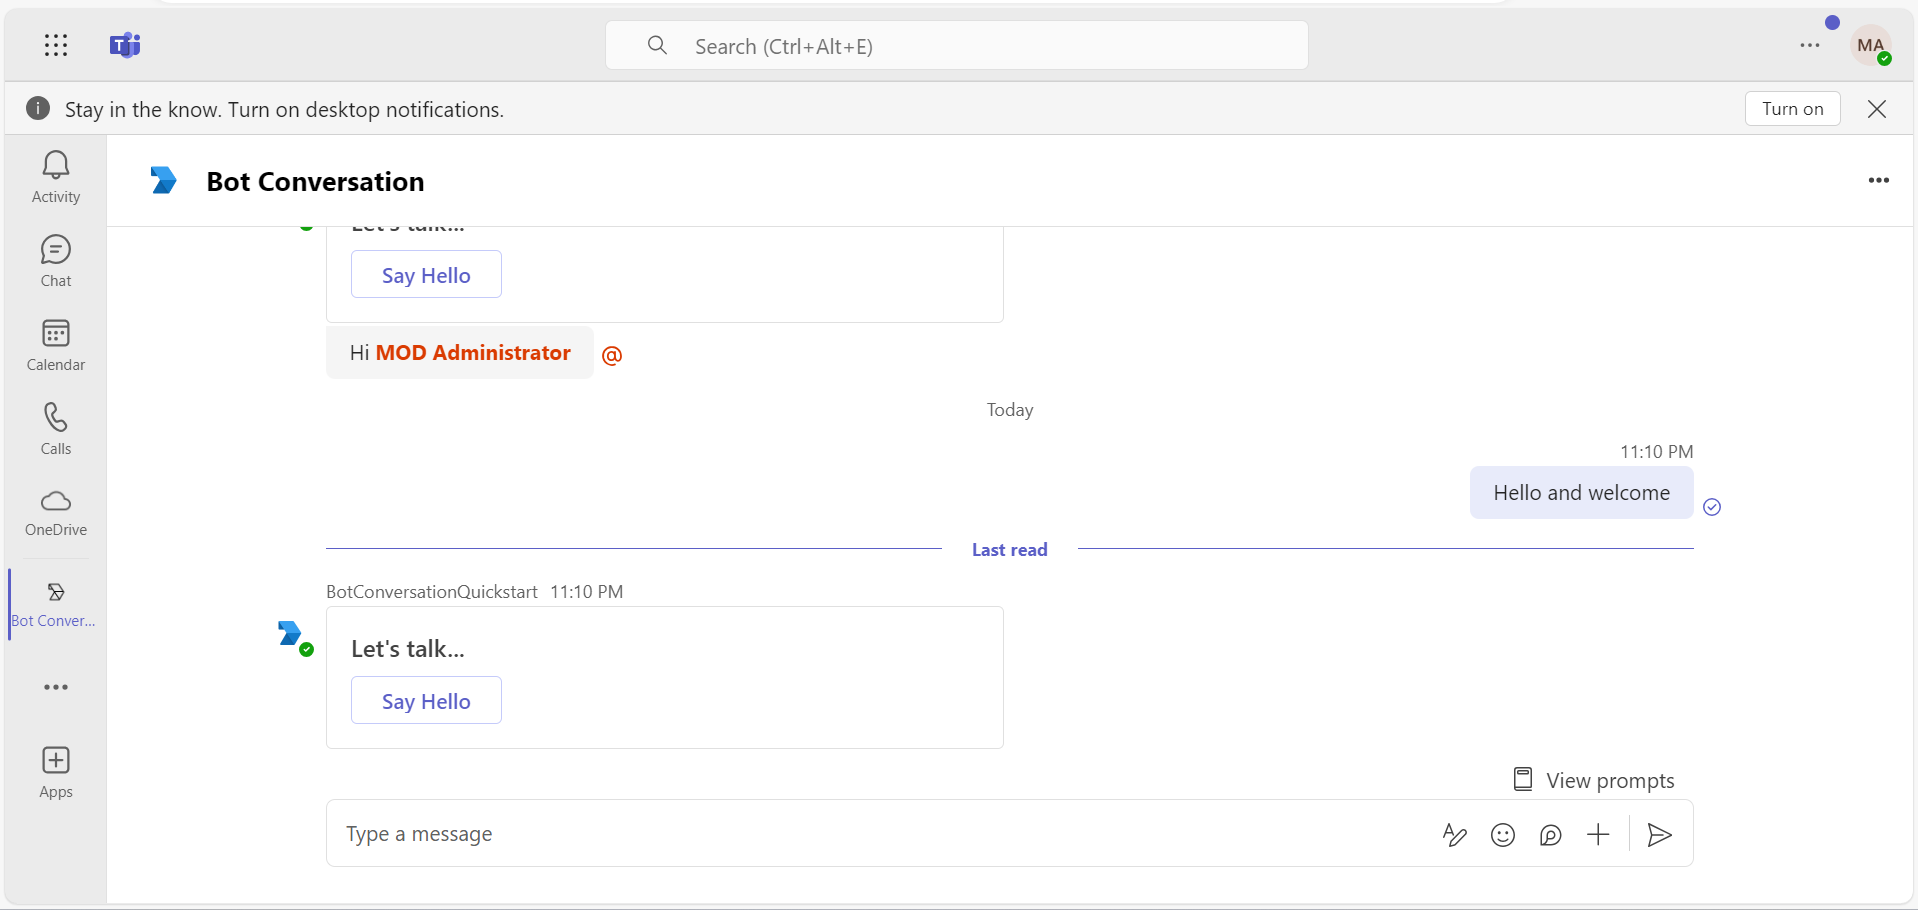 Search (Ctrl+Alt+E)
MA
Stay in the know. Turn on desktop notifications.
Turn on
Activity
Chat
Calendar
Calls
OneDrive
Bot Conver...
Apps
Bot Conversation
Let's talk...
Say Hello
Hi MOD Administrator @
Today
11:10 PM
Hello and welcome
Last read
BotConversationQuickstart 11:10 PM
Let's talk...
Say Hello
View prompts
Type a message